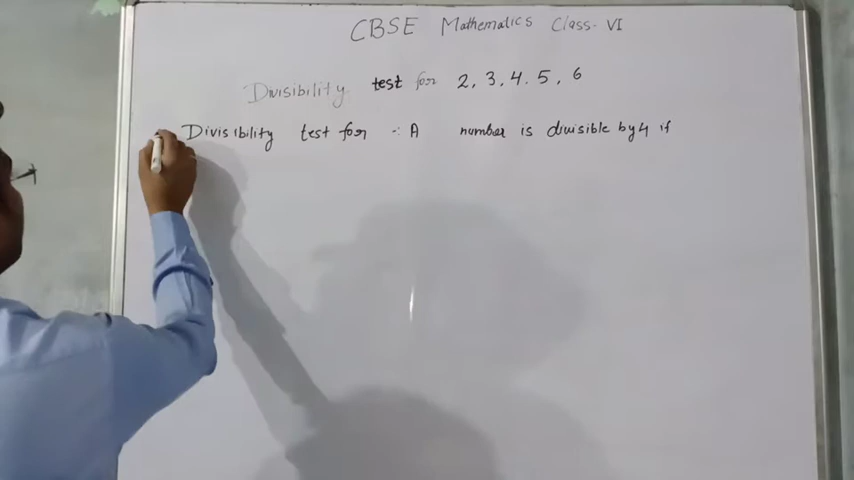 CBSE Mathematics Class- VI
Divisibility test for 2, 3, 4. 5, 6
Divisibility test for :- A number is divisible by 4 if